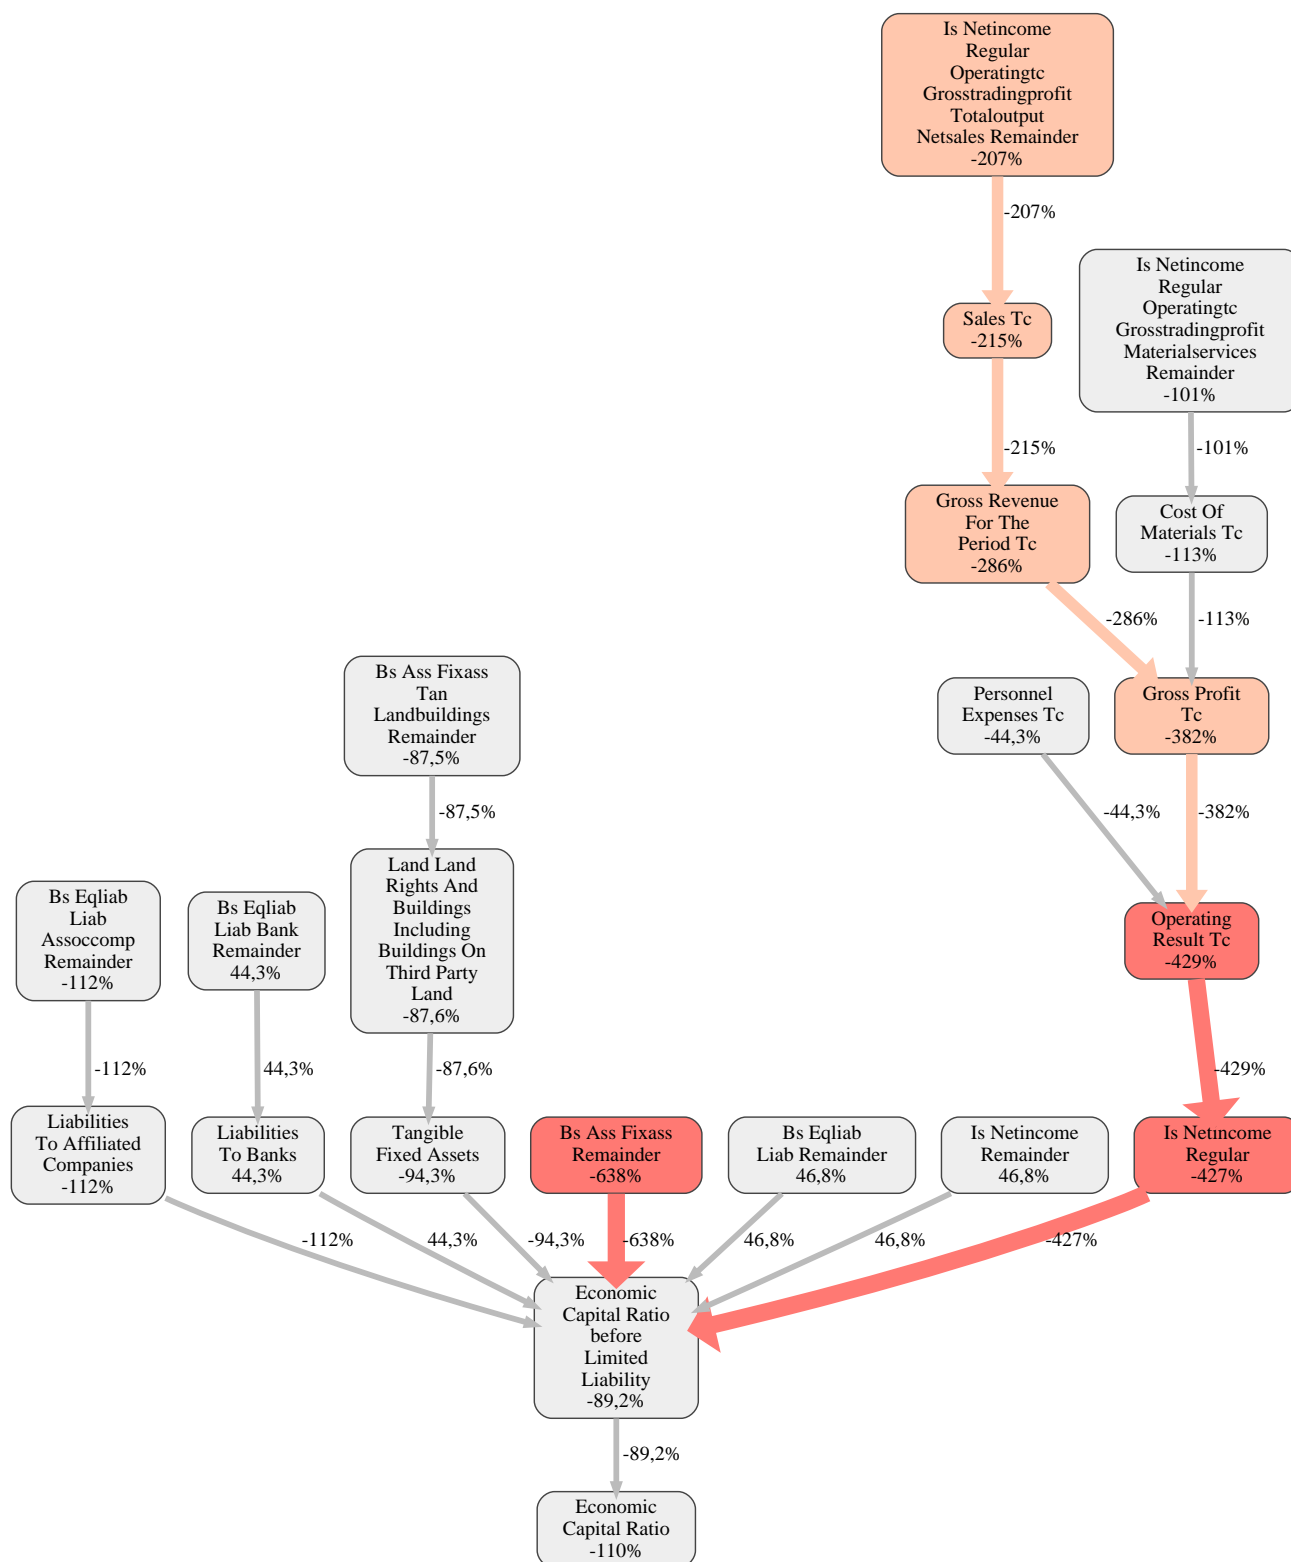 Is Netincome
Regular
Operatingtc
Grosstradingprofit
Totaloutput
Netsales Remainder
-207%
-207%
Is Netincome
Regular
Operatingtc
Grosstradingprofit
Materialservices
Remainder
-101%
Sales Tc
-215%
-215%
-101%
Gross Revenue
For The
Period Tc
-286%
Cost Of
Materials Tc
-113%
-286%
-113%
Bs Ass Fixass
Tan
Landbuildings
Remainder
-87,5%
Personnel
Expenses Tc
-44,3%
Gross Profit
Tc
-382%
-87,5%
-44,3%
-382%
Bs Eqliab
Liab
Assoccomp
Remainder
-112%
Bs Eqliab
Liab Bank
Remainder
44,3%
Land Land
Rights And
Buildings
Including
Buildings On
Third Party
Land
-87,6%
Operating
Result Tc
-429%
-112%
44,3%
-87,6%
-429%
Liabilities
To Affiliated
Companies
-112%
Liabilities
To Banks
44,3%
Tangible
Fixed Assets
-94,3%
Bs Ass Fixass
Remainder
-638%
Bs Eqliab
Liab Remainder
46,8%
Is Netincome
Remainder
46,8%
Is Netincome
Regular
-427%
-112%
44,3%
-94,3%
-638%
46,8%
46,8%
-427%
Economic
Capital Ratio
before
Limited
Liability
-89,2%
-89,2%
Economic
Capital Ratio
-110%